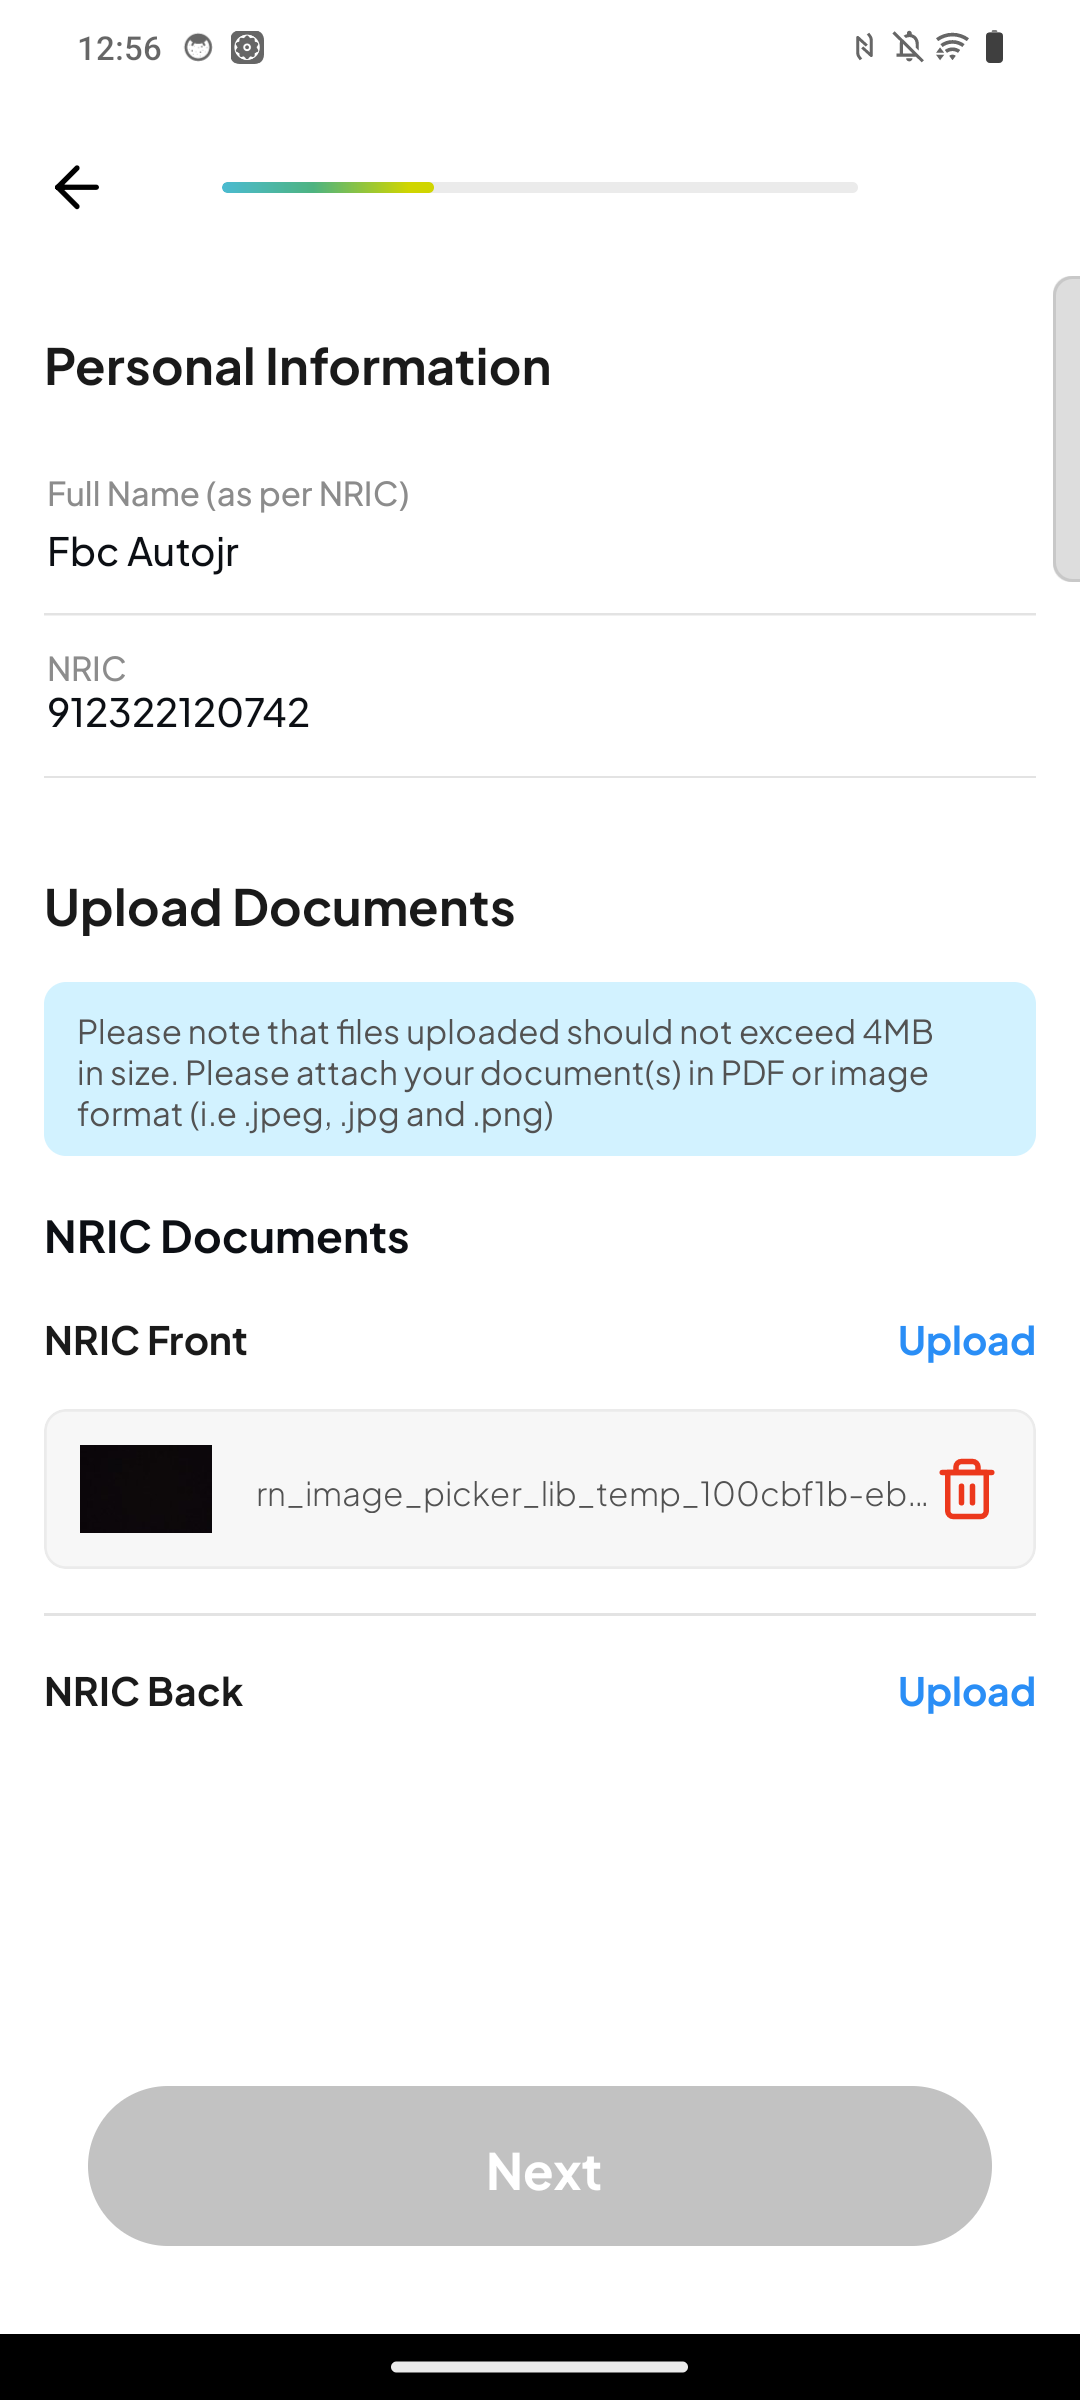 12:56
Personal Information
Full Name (as per NRIC)
Fbc Autojr
NRIC
912322120742
Upload Documents
Please note that files uploaded should not exceed 4MB
in size. Please attach your document(s) in PDF or image
format (i.e .jpeg, .jpg and .png)
NRIC Documents
NRIC Front
Upload
rn_image_picker_lib_temp_100cbf1b-eb...
NRIC Back
Upload
Next